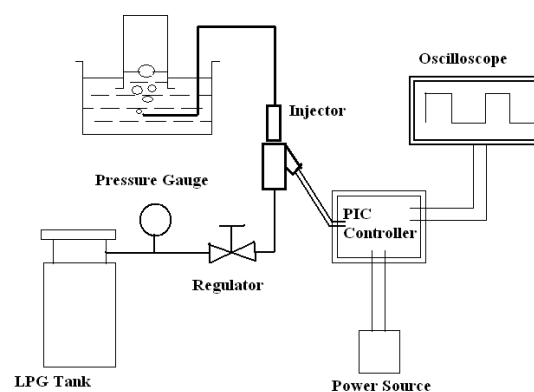 Oscilloscope
Injector
Pressure Gauge
PIC
Controller
Regulator
LPG Tank
Power Source